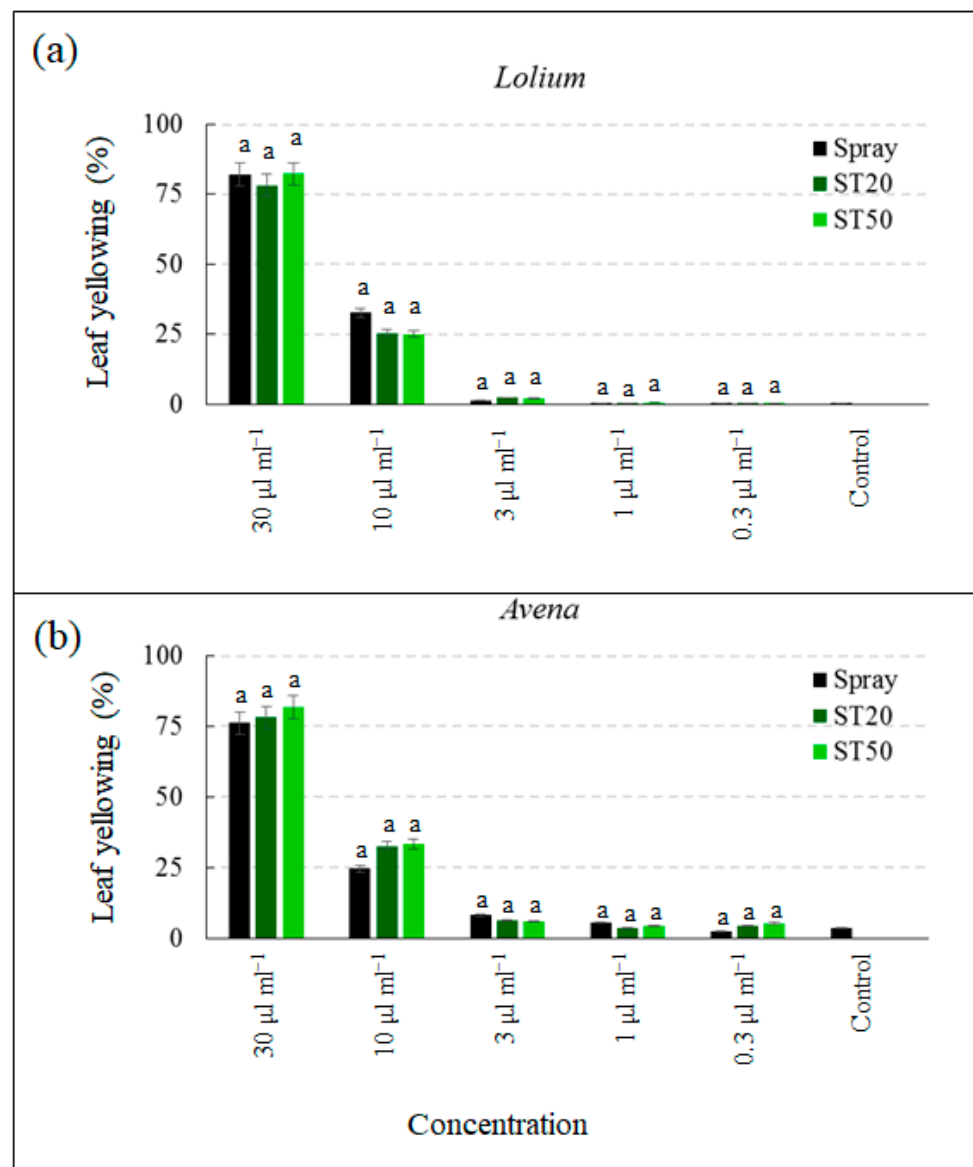 (a)
Lolium
Leaf yellowing (%)
100
75
50
25
0
a a a
a a a
a a a
a a a
a a a
Spray
ST20
ST50
30 µl ml⁻¹
10 µl ml⁻¹
3 µl ml⁻¹
1 µl ml⁻¹
0.3 µl ml⁻¹
Control
(b)
Avena
Leaf yellowing (%)
100
75
50
25
0
a a a
a a a
a a a
a a a
a a a
Spray
ST20
ST50
30 µl ml⁻¹
10 µl ml⁻¹
3 µl ml⁻¹
1 µl ml⁻¹
0.3 µl ml⁻¹
Control
Concentration